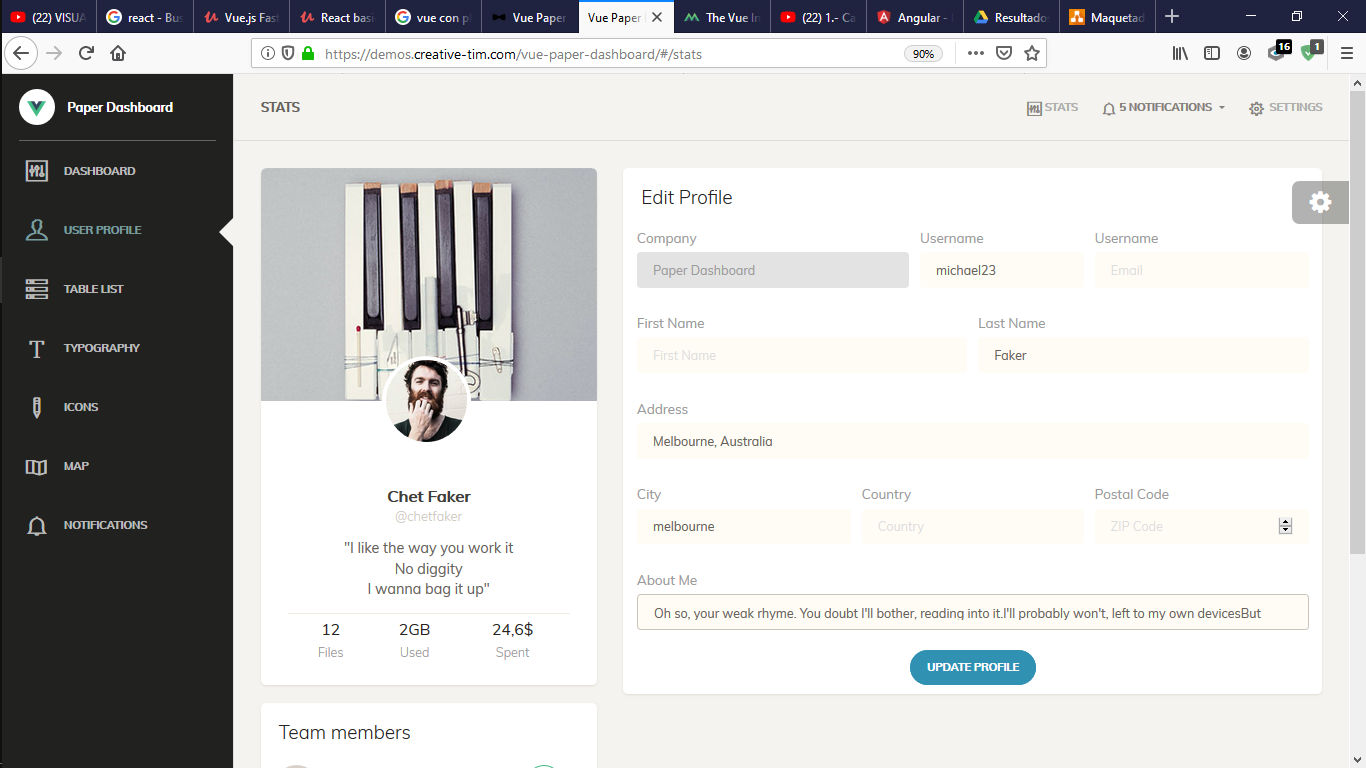 (22) VISUA
react - Bus
Vue.js Fast
React basi
vue con pl
Vue Paper
Vue Paper
The Vue In
(22) 1.- Ca
Angular -
Resultado
Maquetad
https://demos.creative-tim.com/vue-paper-dashboard/#/stats
90%
16
1
Paper Dashboard
DASHBOARD
USER PROFILE
TABLE LIST
TYPOGRAPHY
ICONS
MAP
NOTIFICATIONS
STATS
STATS
5 NOTIFICATIONS
SETTINGS
Chet Faker
@chetfaker
"I like the way you work it
No diggity
I wanna bag it up"
12 2GB 24,6$
Files Used Spent
Team members
Edit Profile
Company Username Username
Paper Dashboard michael23 Email
First Name Last Name
First Name Faker
Address
Melbourne, Australia
City Country Postal Code
melbourne Country ZIP Code
About Me
Oh so, your weak rhyme. You doubt I'll bother, reading into it.I'll probably won't, left to my own devicesBut
UPDATE PROFILE